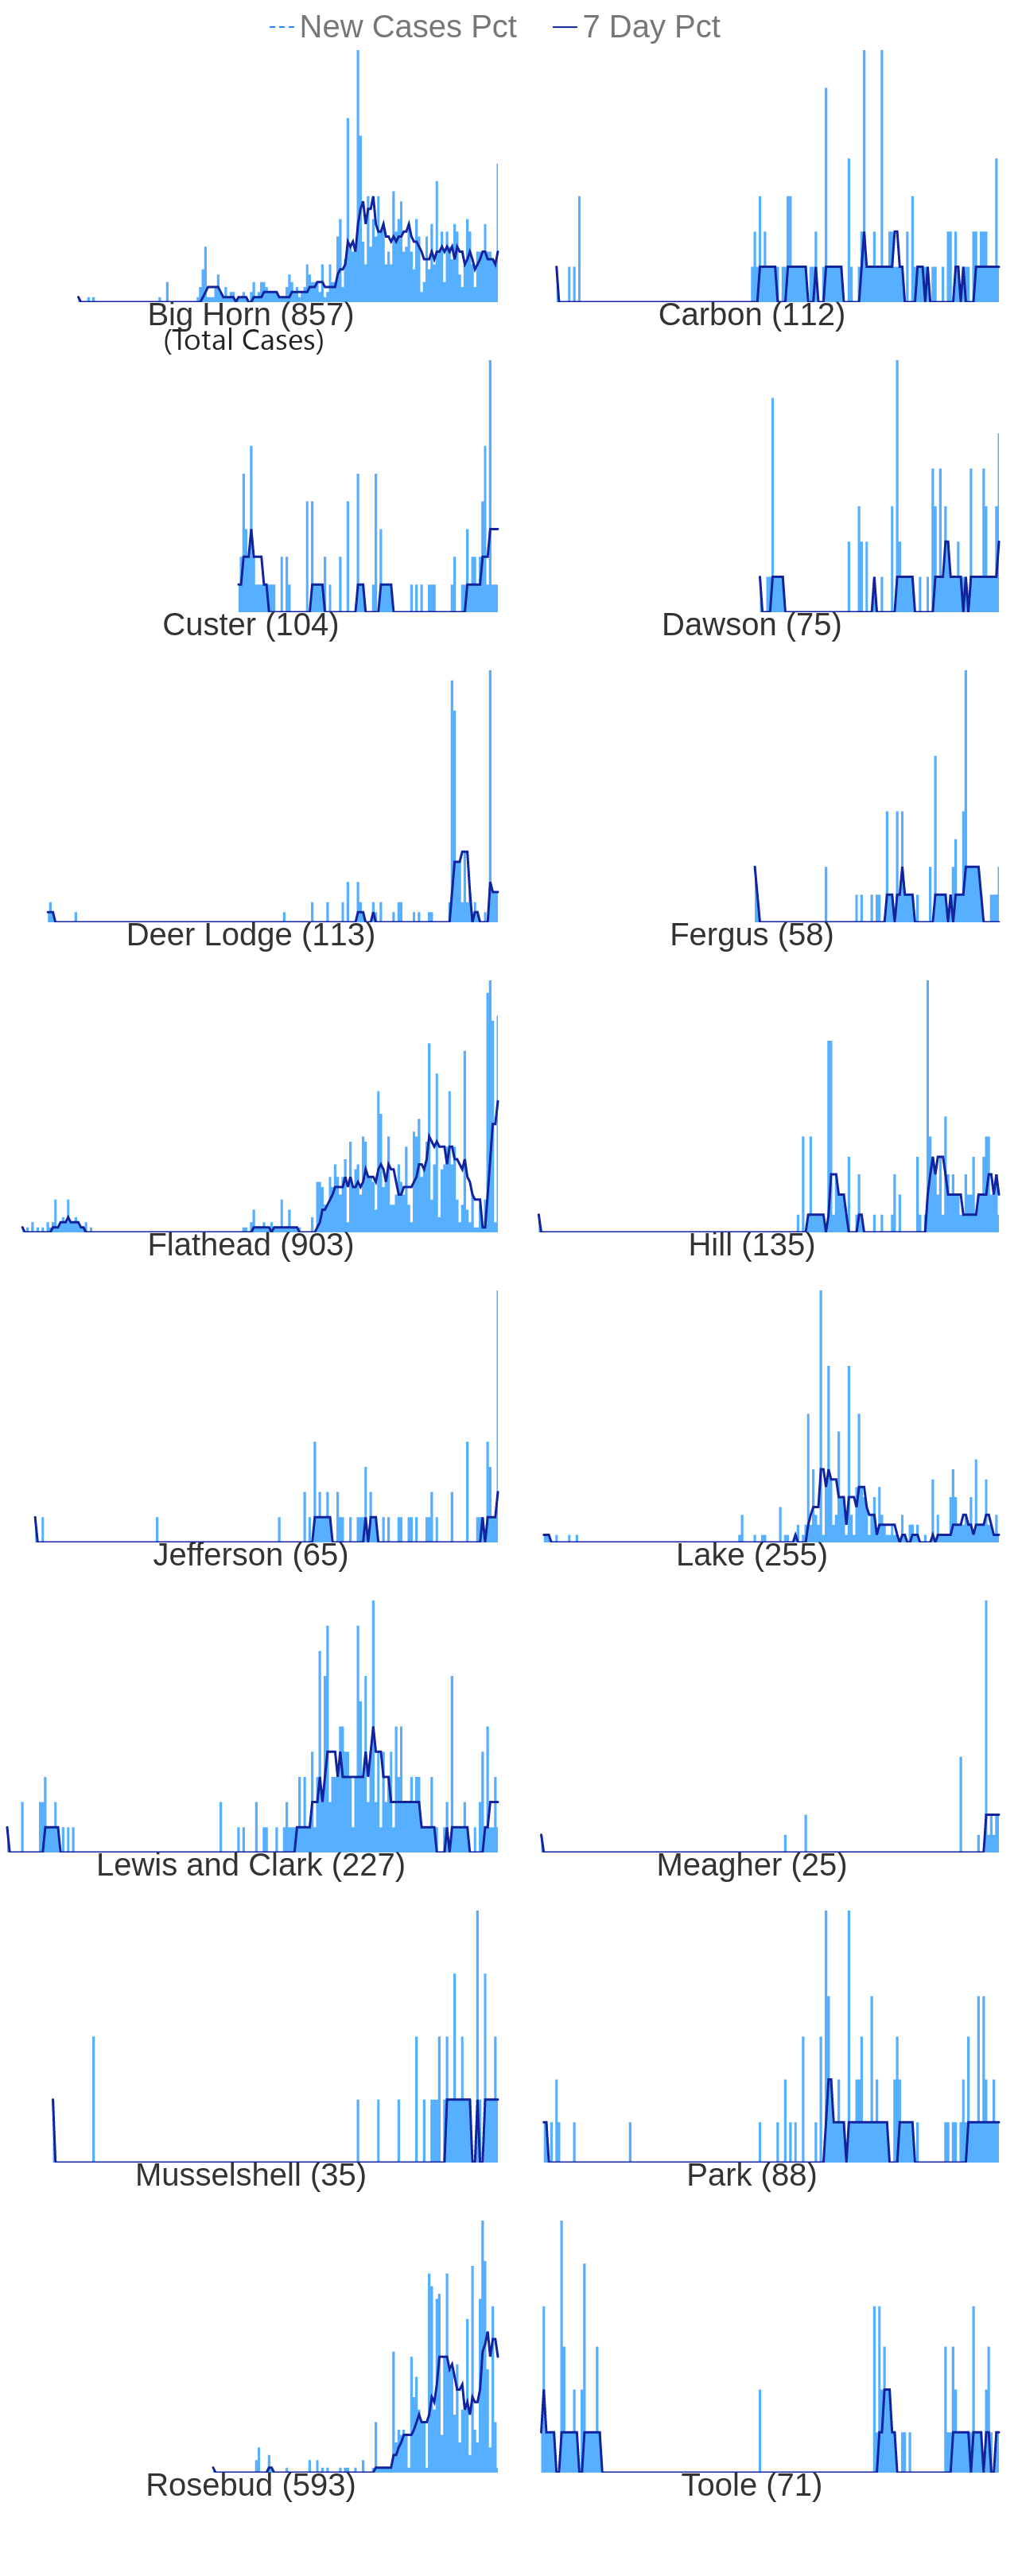 New Cases Pct 7 Day Pct
Big Horn (857) Carbon (112)
(Total Cases)
Custer (104) Dawson (75)
Deer Lodge (113) Fergus (58)
Flathead (903) Hill (135)
Jefferson (65) Lake (255)
Lewis and Clark (227) Meagher (25)
Musselshell (35) Park (88)
Rosebud (593) Toole (71)